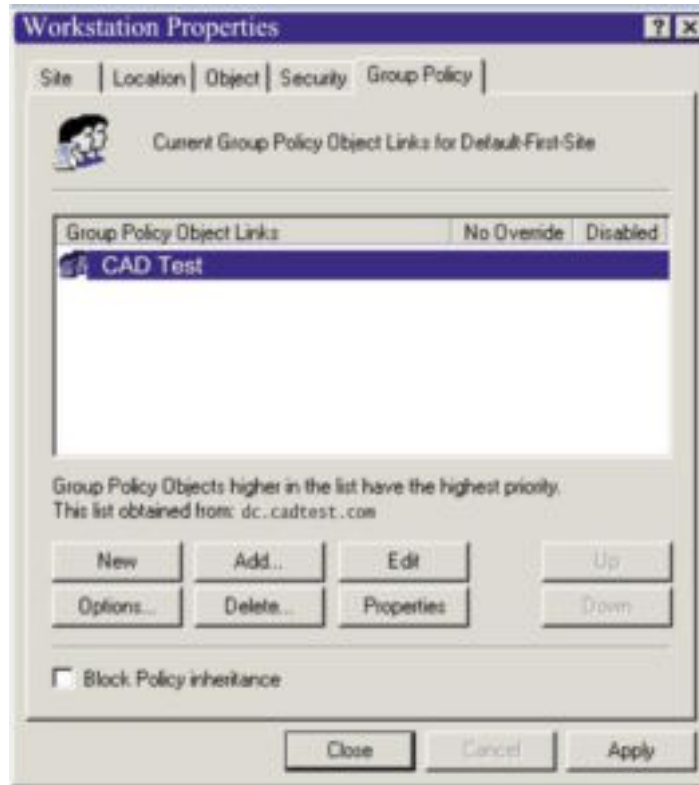 Workstation Properties
Site Location Object Security Group Policy
Current Group Policy Object Links for Default-First-Site
Group Policy Object Links No Override Disabled
CAD Test
Group Policy Objects higher in the list have the highest priority.
This list obtained from: dc.cadtest.com
New Add... Edit Up
Options... Delete... Properties Down
Block Policy inheritance
Close Cancel Apply